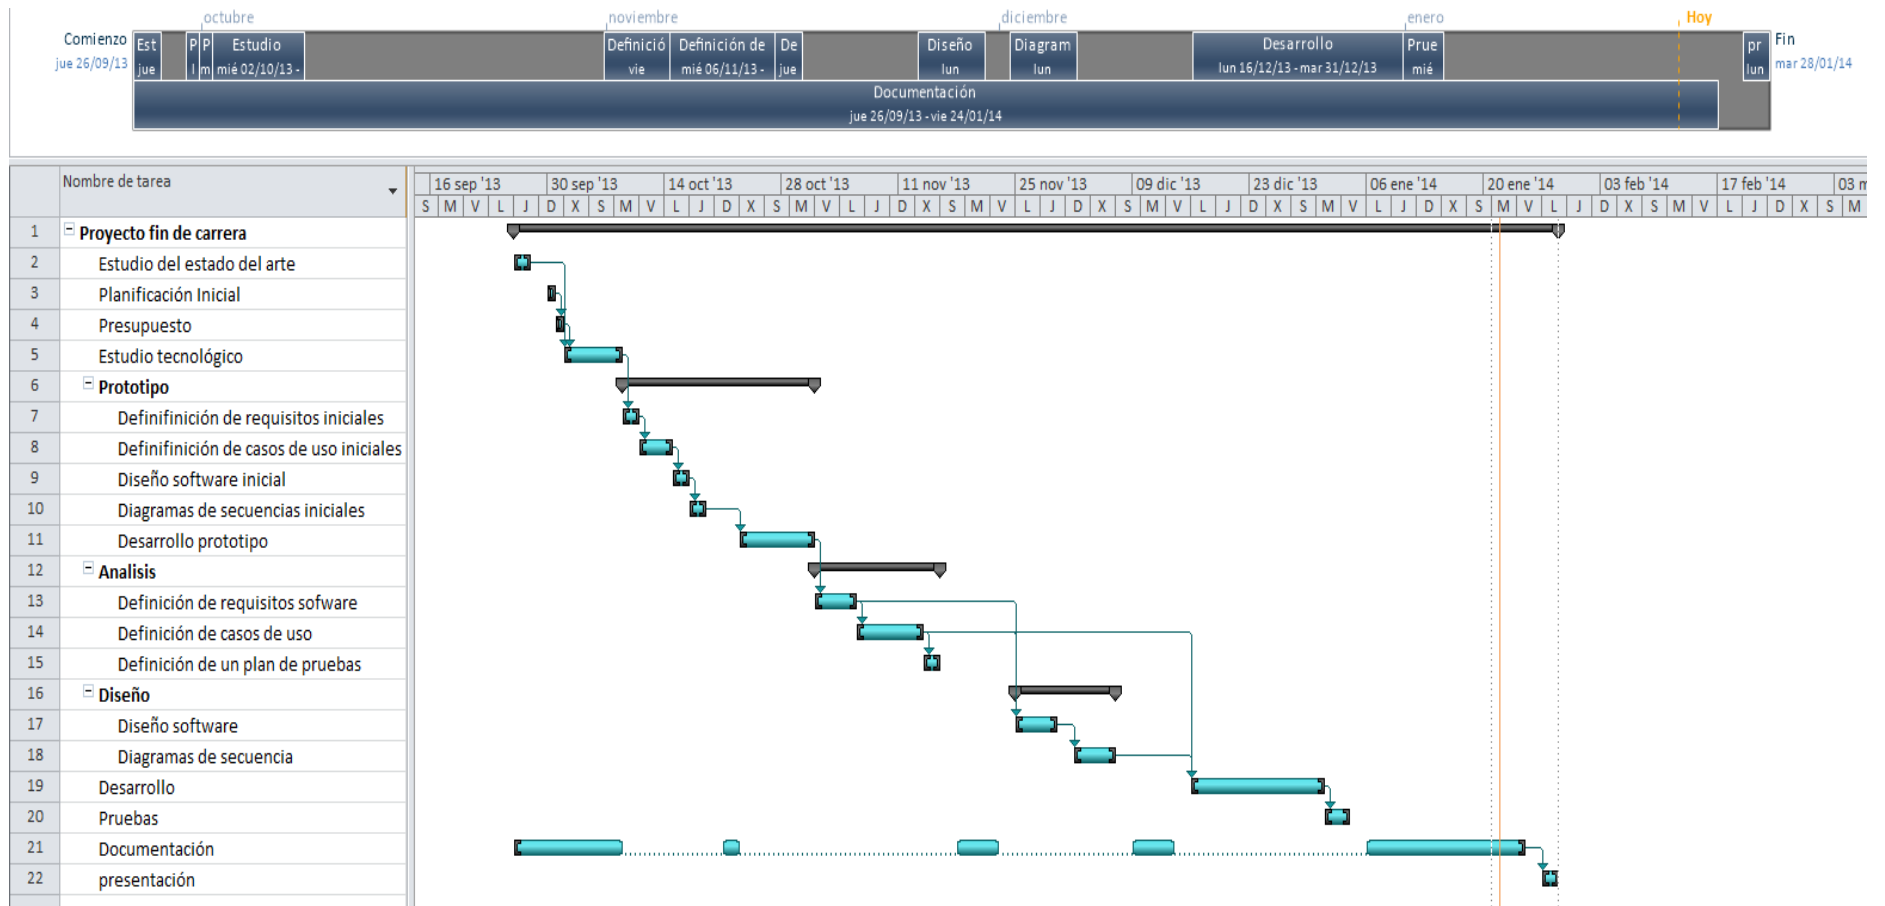 octubre noviembre diciembre enero Hoy
Comienzo
jue 26/09/13
Est
jue
P
l
P
m
Estudio
mié 02/10/13 -
Definició
vie
Definición de
mié 06/11/13 -
De
jue
Diseño
lun
Diagram
lun
Desarrollo
lun 16/12/13 - mar 31/12/13
Prue
mié
pr
lun
Fin
mar 28/01/14
Documentación
jue 26/09/13 - vie 24/01/14
Nombre de tarea
16 sep '13 30 sep '13 14 oct '13 28 oct '13 11 nov '13 25 nov '13 09 dic '13 23 dic '13 06 ene '14 20 ene '14 03 feb '14 17 feb '14 03 m
S M V L J D X S M V L J D X S M V L J D X S M V L J D X S M V L J D X S M V L J D X S M V L J D X S M V L J D X S M
1 Proyecto fin de carrera
2 Estudio del estado del arte
3 Planificación Inicial
4 Presupuesto
5 Estudio tecnológico
6 Prototipo
7 Definifinición de requisitos iniciales
8 Definifinición de casos de uso iniciales
9 Diseño software inicial
10 Diagramas de secuencias iniciales
11 Desarrollo prototipo
12 Analisis
13 Definición de requisitos sofware
14 Definición de casos de uso
15 Definición de un plan de pruebas
16 Diseño
17 Diseño software
18 Diagramas de secuencia
19 Desarrollo
20 Pruebas
21 Documentación
22 presentación